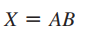 X = AB